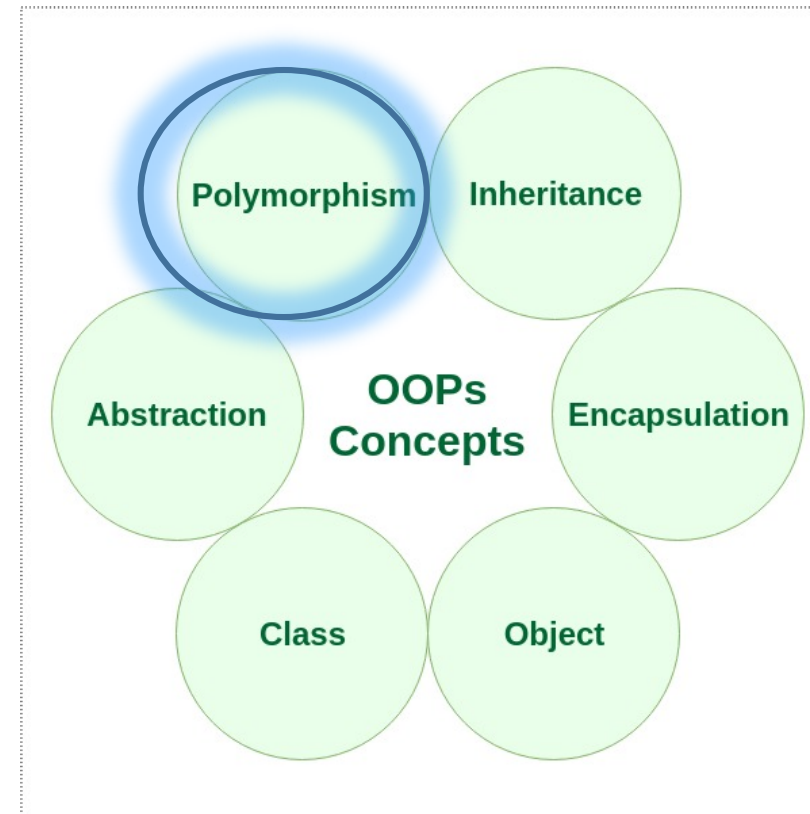 Polymorphism
Inheritance
Abstraction
OOPs
Concepts
Encapsulation
Class
Object